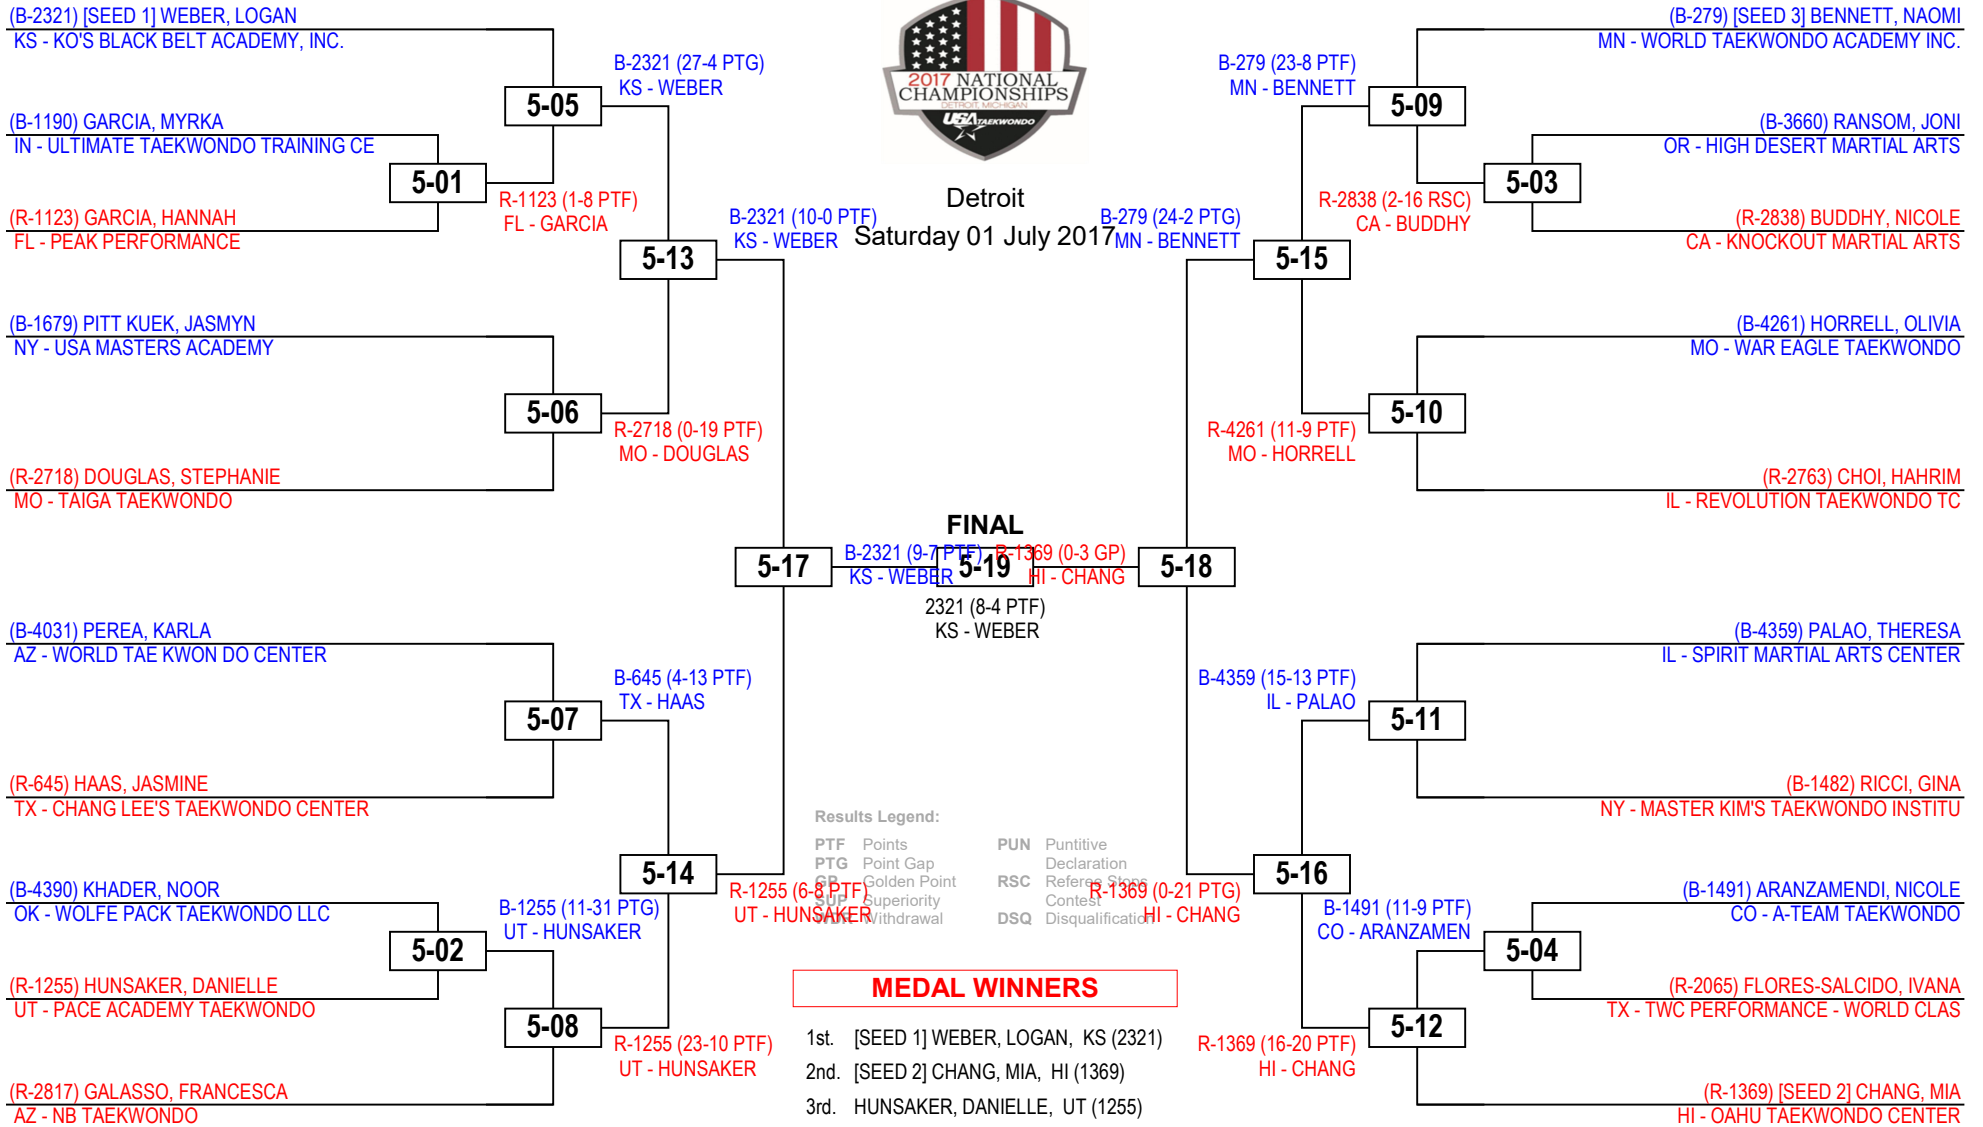 (B-2321) [SEED 1] WEBER, LOGAN
KS - KO'S BLACK BELT ACADEMY, INC.
B-2321 (27-4 PTG)
KS - WEBER
5-05
(B-1190) GARCIA, MYRKA
IN - ULTIMATE TAEKWONDO TRAINING CE
5-01
R-1123 (1-8 PTF)
FL - GARCIA
(R-1123) GARCIA, HANNAH
FL - PEAK PERFORMANCE
B-2321 (10-0 PTF)
KS - WEBER
5-13
(B-1679) PITT KUEK, JASMYN
NY - USA MASTERS ACADEMY
5-06
R-2718 (0-19 PTF)
MO - DOUGLAS
(R-2718) DOUGLAS, STEPHANIE
MO - TAIGA TAEKWONDO
5-17
B-2321 (9-7 PTF)
KS - WEBER
(B-4031) PEREA, KARLA
AZ - WORLD TAE KWON DO CENTER
B-645 (4-13 PTF)
TX - HAAS
5-07
(R-645) HAAS, JASMINE
TX - CHANG LEE'S TAEKWONDO CENTER
5-14
R-1255 (6-8 PTF)
UT - HUNSAKER
(B-4390) KHADER, NOOR
OK - WOLFE PACK TAEKWONDO LLC
B-1255 (11-31 PTG)
UT - HUNSAKER
5-02
(R-1255) HUNSAKER, DANIELLE
UT - PACE ACADEMY TAEKWONDO
5-08
R-1255 (23-10 PTF)
UT - HUNSAKER
(R-2817) GALASSO, FRANCESCA
AZ - NB TAEKWONDO
2017 NATIONAL
CHAMPIONSHIPS
DETROIT, MICHIGAN
USA TAEKWONDO
Detroit
Saturday 01 July 2017
FINAL
5-19
2321 (8-4 PTF)
KS - WEBER
Results Legend:
PTF Points
PTG Point Gap
GP Golden Point
SUP Superiority
WDR Withdrawal
PUN Puntitive
Declaration
RSC Referee Stops
Contest
DSQ Disqualification
MEDAL WINNERS
1st. [SEED 1] WEBER, LOGAN, KS (2321)
2nd. [SEED 2] CHANG, MIA, HI (1369)
3rd. HUNSAKER, DANIELLE, UT (1255)
(B-279) [SEED 3] BENNETT, NAOMI
MN - WORLD TAEKWONDO ACADEMY INC.
B-279 (23-8 PTF)
MN - BENNETT
5-09
(B-3660) RANSOM, JONI
OR - HIGH DESERT MARTIAL ARTS
5-03
R-2838 (2-16 RSC)
CA - BUDDHY
(R-2838) BUDDHY, NICOLE
CA - KNOCKOUT MARTIAL ARTS
B-279 (24-2 PTG)
MN - BENNETT
5-15
(B-4261) HORRELL, OLIVIA
MO - WAR EAGLE TAEKWONDO
5-10
R-4261 (11-9 PTF)
MO - HORRELL
(R-2763) CHOI, HAHRIM
IL - REVOLUTION TAEKWONDO TC
R-1369 (0-3 GP)
HI - CHANG
5-18
(B-4359) PALAO, THERESA
IL - SPIRIT MARTIAL ARTS CENTER
B-4359 (15-13 PTF)
IL - PALAO
5-11
(B-1482) RICCI, GINA
NY - MASTER KIM'S TAEKWONDO INSTITU
5-16
R-1369 (0-21 PTG)
HI - CHANG
(B-1491) ARANZAMENDI, NICOLE
CO - A-TEAM TAEKWONDO
B-1491 (11-9 PTF)
CO - ARANZAMEN
5-04
(R-2065) FLORES-SALCIDO, IVANA
TX - TWC PERFORMANCE - WORLD CLAS
5-12
R-1369 (16-20 PTF)
HI - CHANG
(R-1369) [SEED 2] CHANG, MIA
HI - OAHU TAEKWONDO CENTER